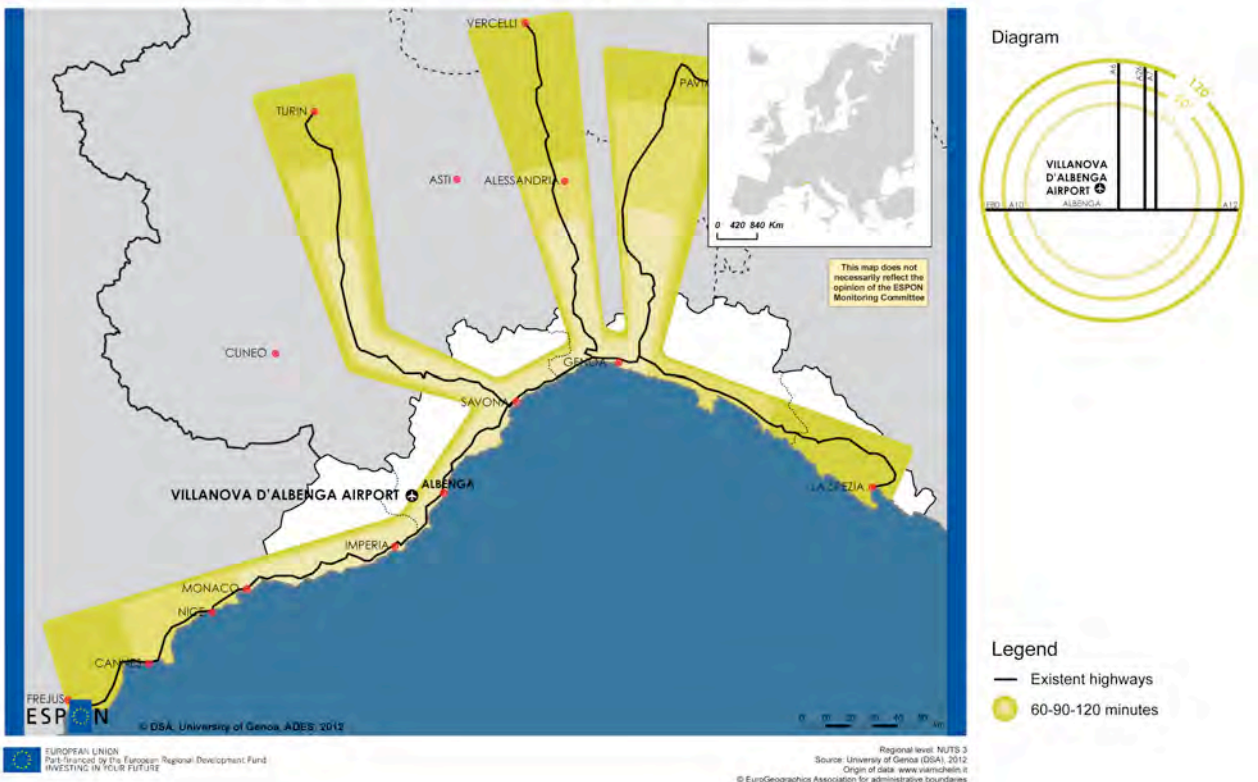 VERCELLI
TURIN
PAVIA
ASTI
ALESSANDRIA
0 420 840 Km
This map does not
necessarily reflect the
opinion of the ESPON
Monitoring Committee
CUNEO
GENOA
SAVONA
VILLANOVA D'ALBENGA AIRPORT
ALBENGA
LA SPEZIA
IMPERIA
MONACO
NICE
CANNES
FREJUS
ESPON
© DSA, University of Genoa, ADES, 2012
EUROPEAN UNION
Part-financed by the European Regional Development Fund
INVESTING IN YOUR FUTURE
Regional level: NUTS 3
Source: University of Genoa (DSA), 2012
Origin of data: www.viamichelin.it
© EuroGeographics Association for administrative boundaries
Diagram
A6
A26
A7
120'
90'
VILLANOVA
D'ALBENGA
AIRPORT
E80 A10 ALBENGA A12
Legend
Existent highways
60-90-120 minutes